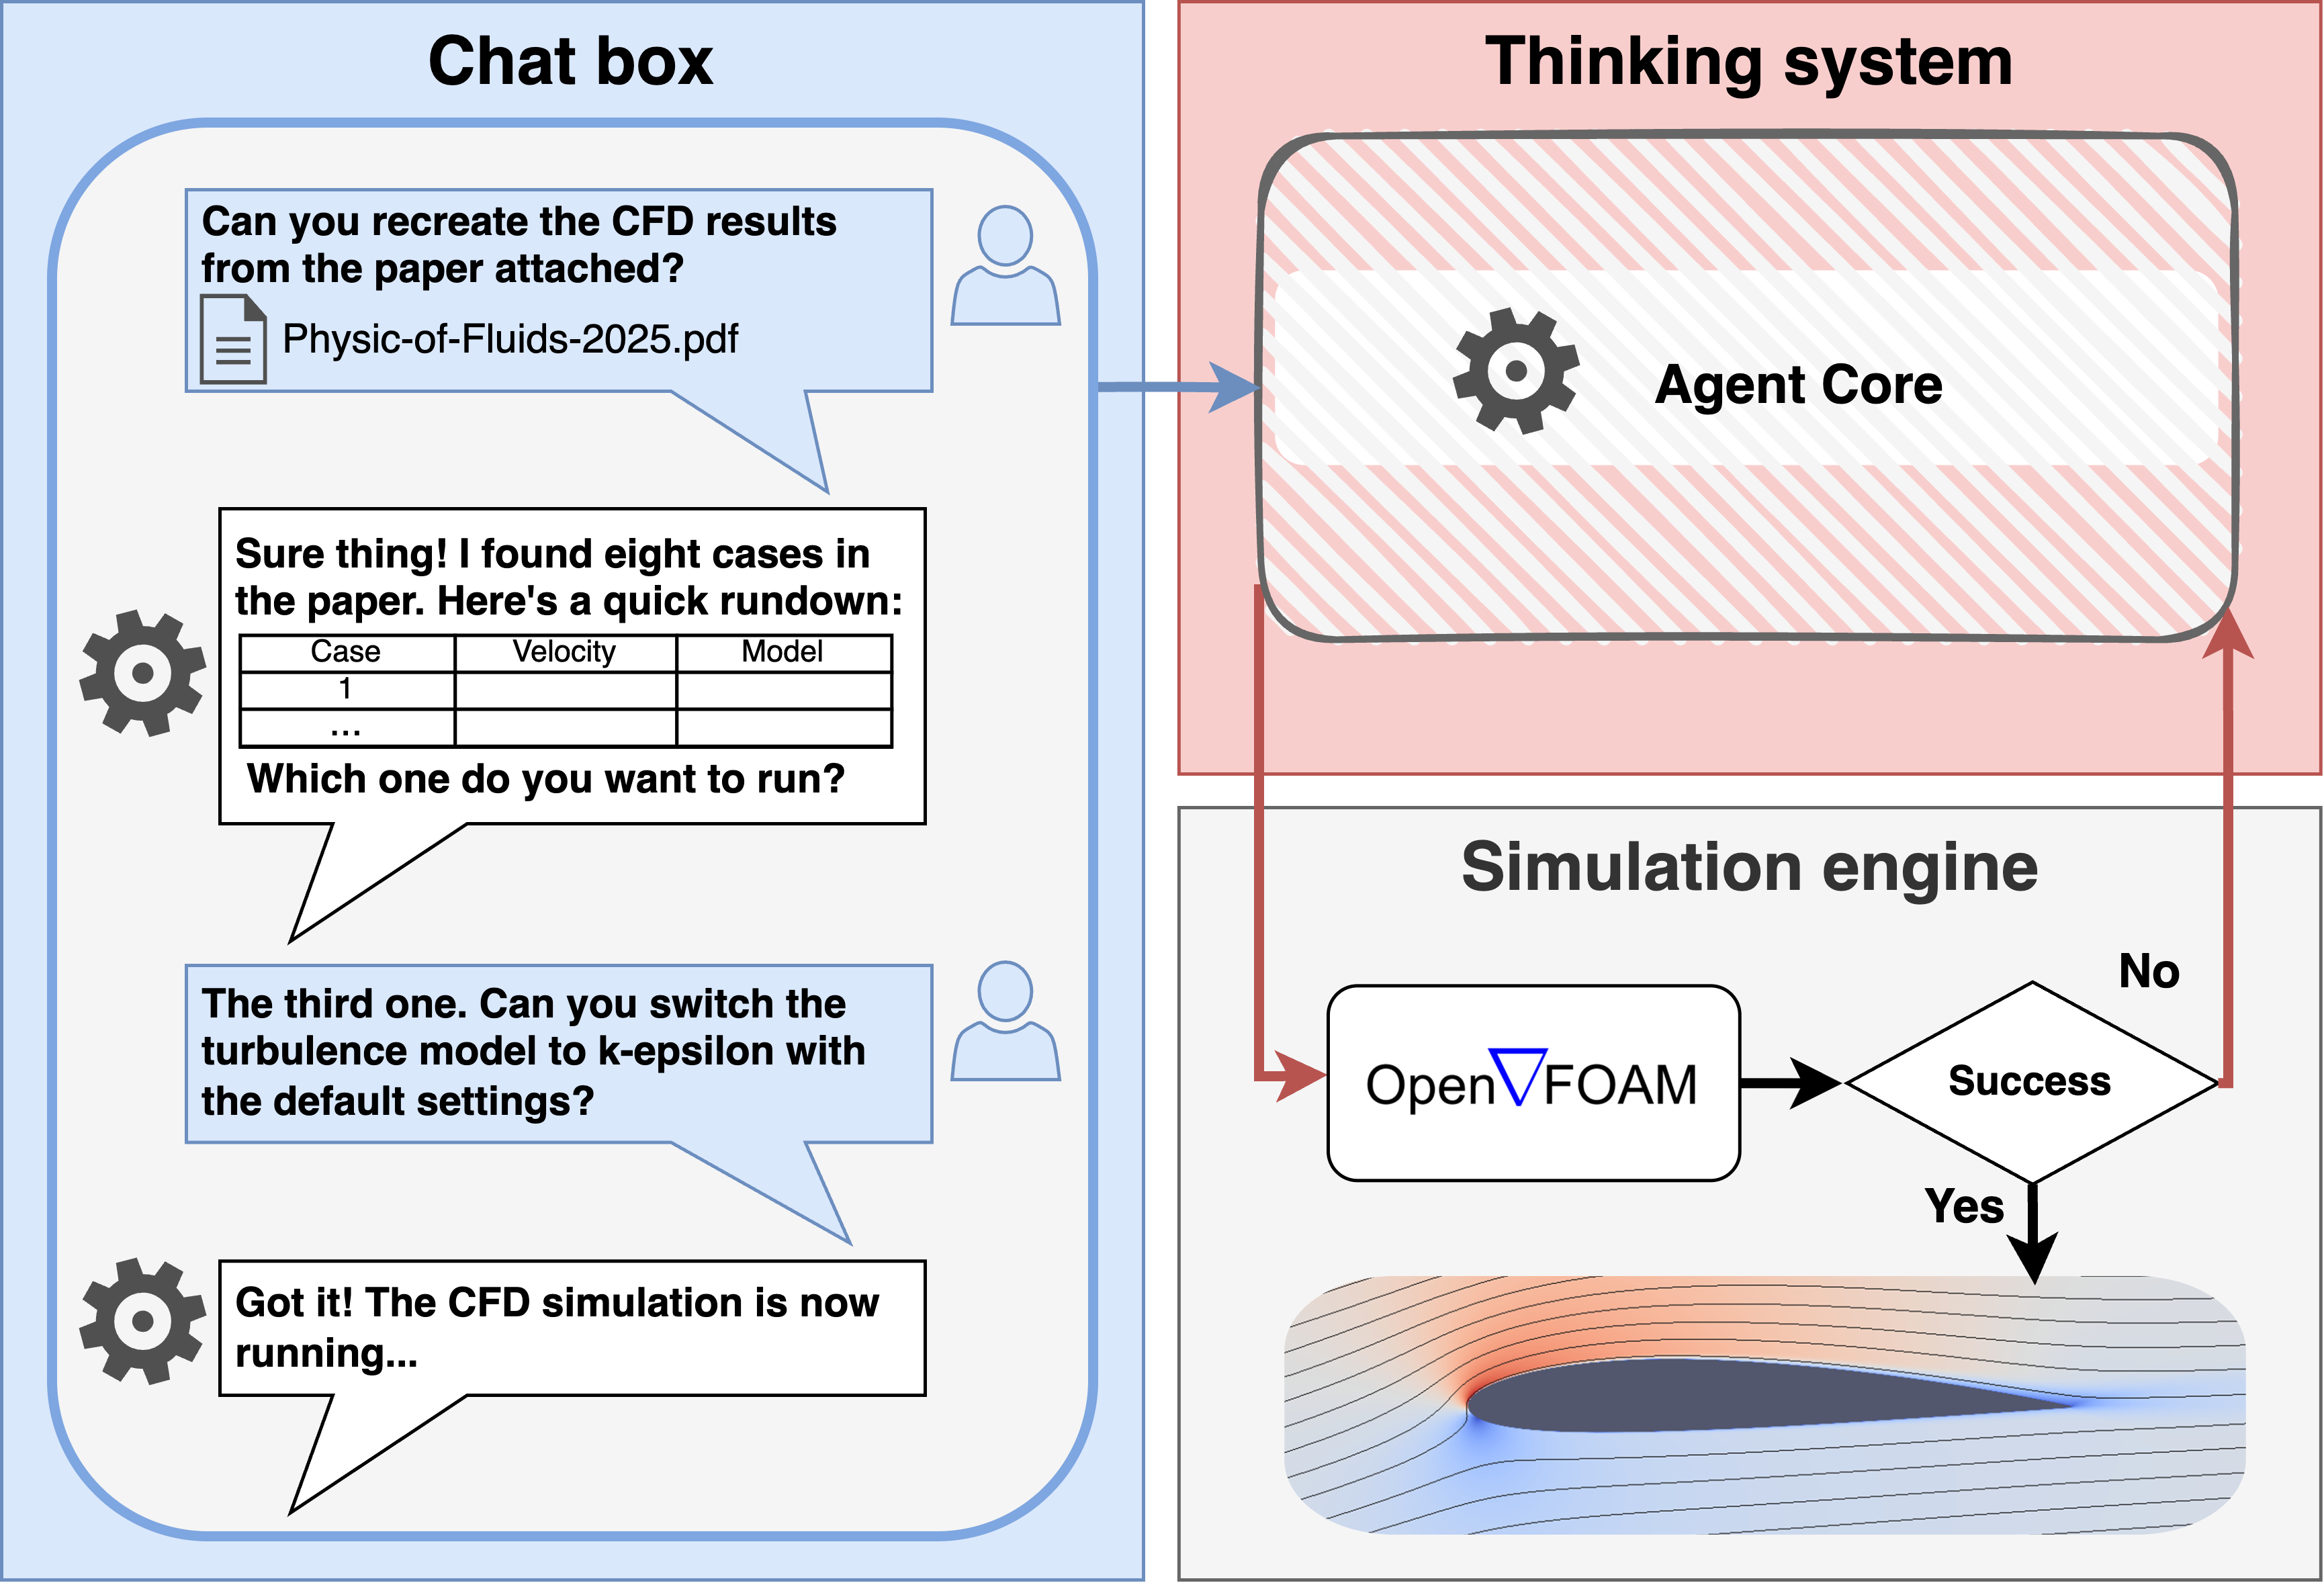 Chat box
Can you recreate the CFD results
from the paper attached?
Physic-of-Fluids-2025.pdf
Sure thing! I found eight cases in
the paper. Here's a quick rundown:
Case Velocity Model
1
...
Which one do you want to run?
The third one. Can you switch the
turbulence model to k-epsilon with
the default settings?
Got it! The CFD simulation is now
running...
Thinking system
Agent Core
Simulation engine
Open∇FOAM
Success
No
Yes